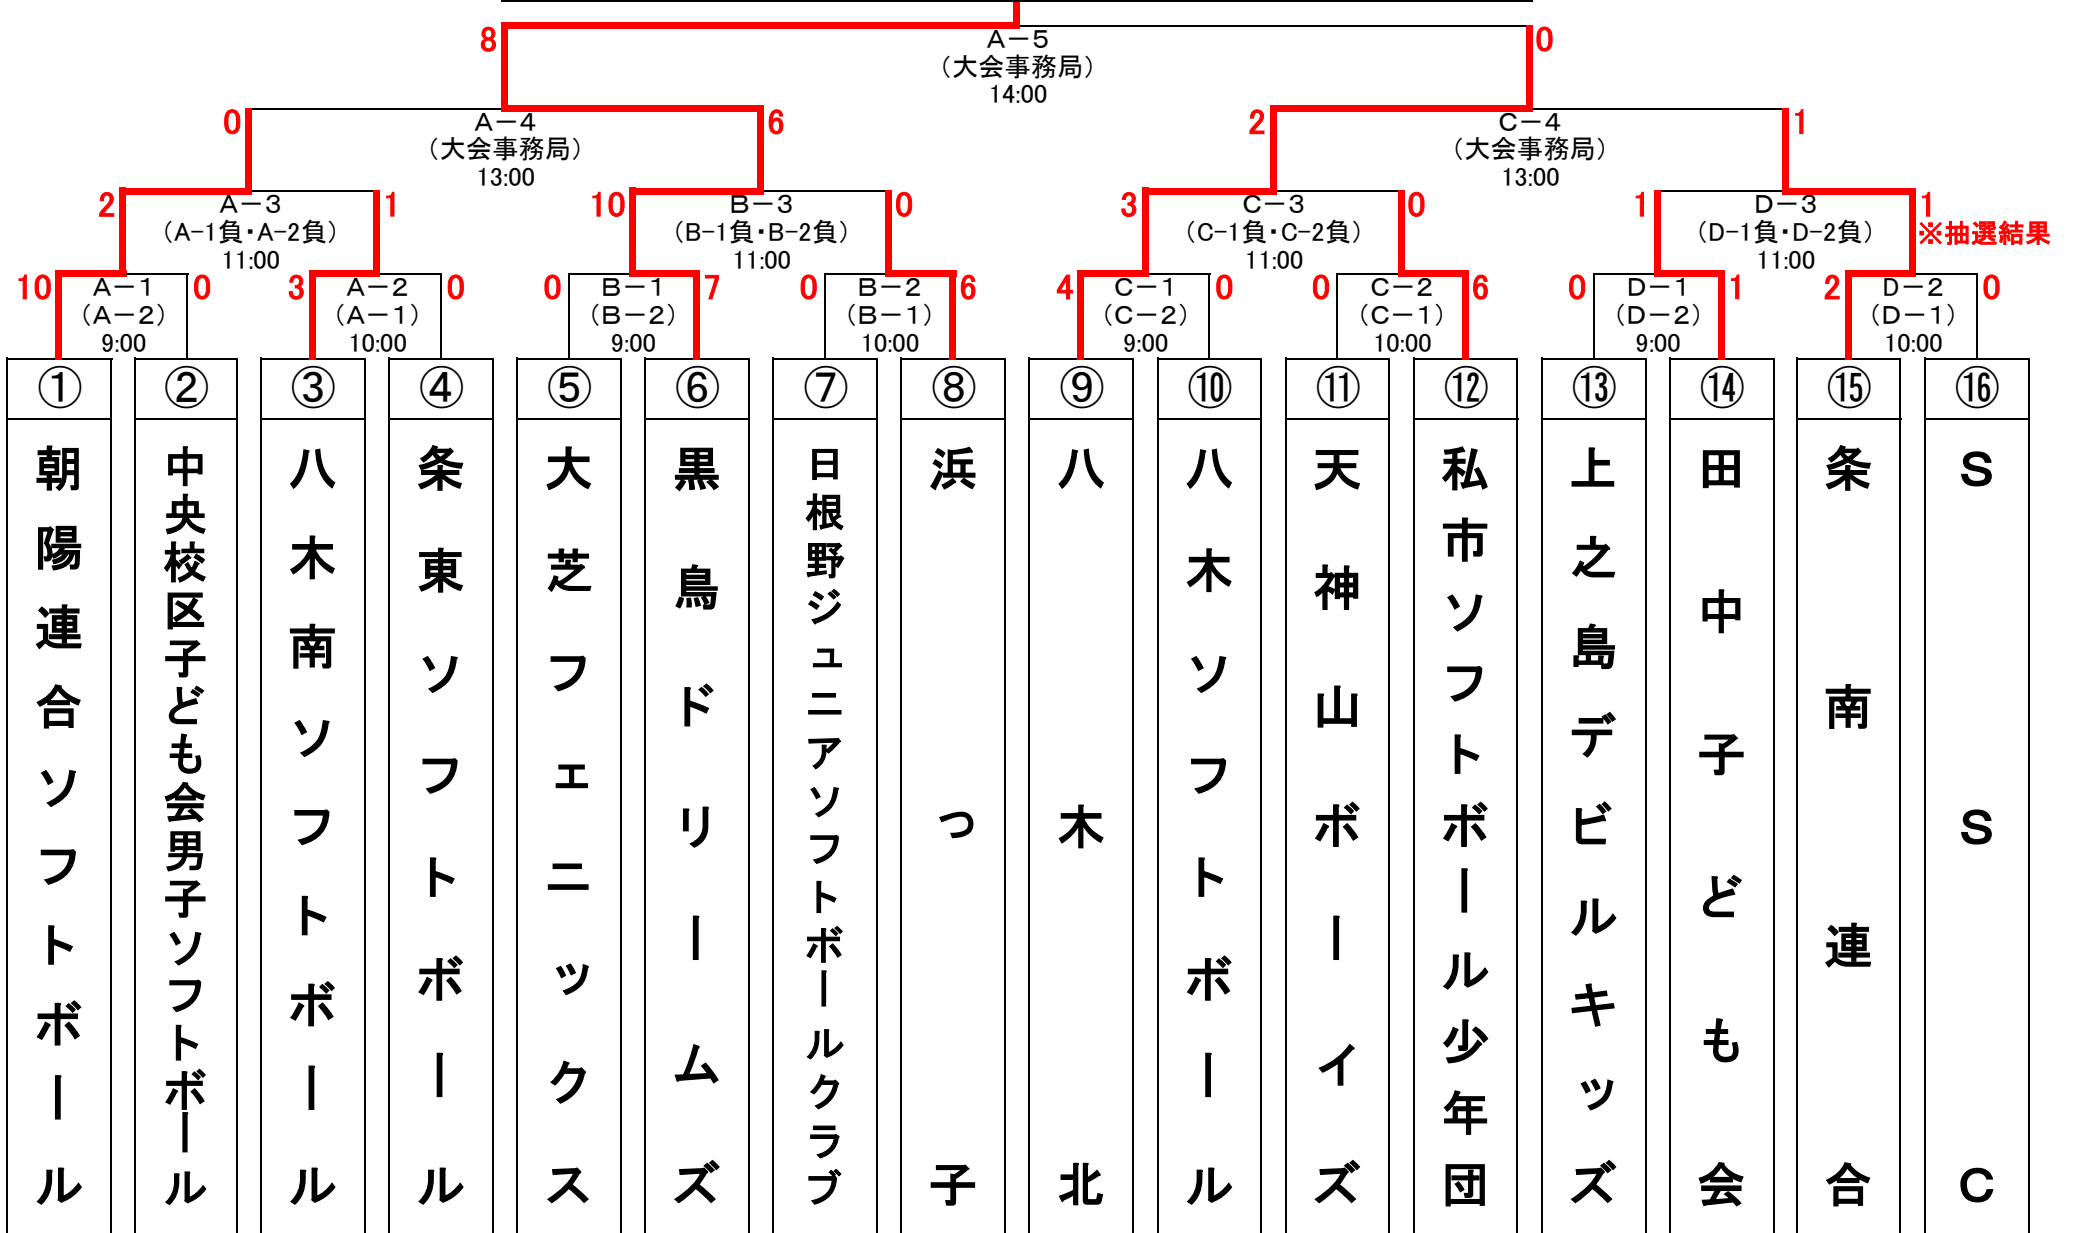 8
A－5
0
（大会事務局）
14:00
0
A－4
6
2
C－4
1
（大会事務局）
（大会事務局）
13:00
13:00
2
A－3
1
10
B－3
0
3
C－3
0
1
D－3
1
（A-1負・A-2負）
（B-1負・B-2負）
（C-1負・C-2負）
（D-1負・D-2負）
※抽選結果
11:00
11:00
11:00
11:00
10
A－1
0
3
A－2
0
0
B－1
7
0
B－2
6
4
C－1
0
0
C－2
6
0
D－1
1
2
D－2
0
（A－2）
（A－1）
（B－2）
（B－1）
（C－2）
（C－1）
（D－2）
（D－1）
9:00
10:00
9:00
10:00
9:00
10:00
9:00
10:00
①
朝陽連合ソフトボール
②
中央校区子ども会男子ソフトボール
③
八木南ソフトボール
④
条東ソフトボール
⑤
大芝フェニックス
⑥
黒鳥ドリームズ
⑦
日根野ジュニアソフトボールクラブ
⑧
浜っ子
⑨
八木北
⑩
八木ソフトボール
⑪
天神山ボーイズ
⑫
私市ソフトボール少年団
⑬
上之島デビルキッズ
⑭
田中子ども会
⑮
条南連合
⑯
SSC